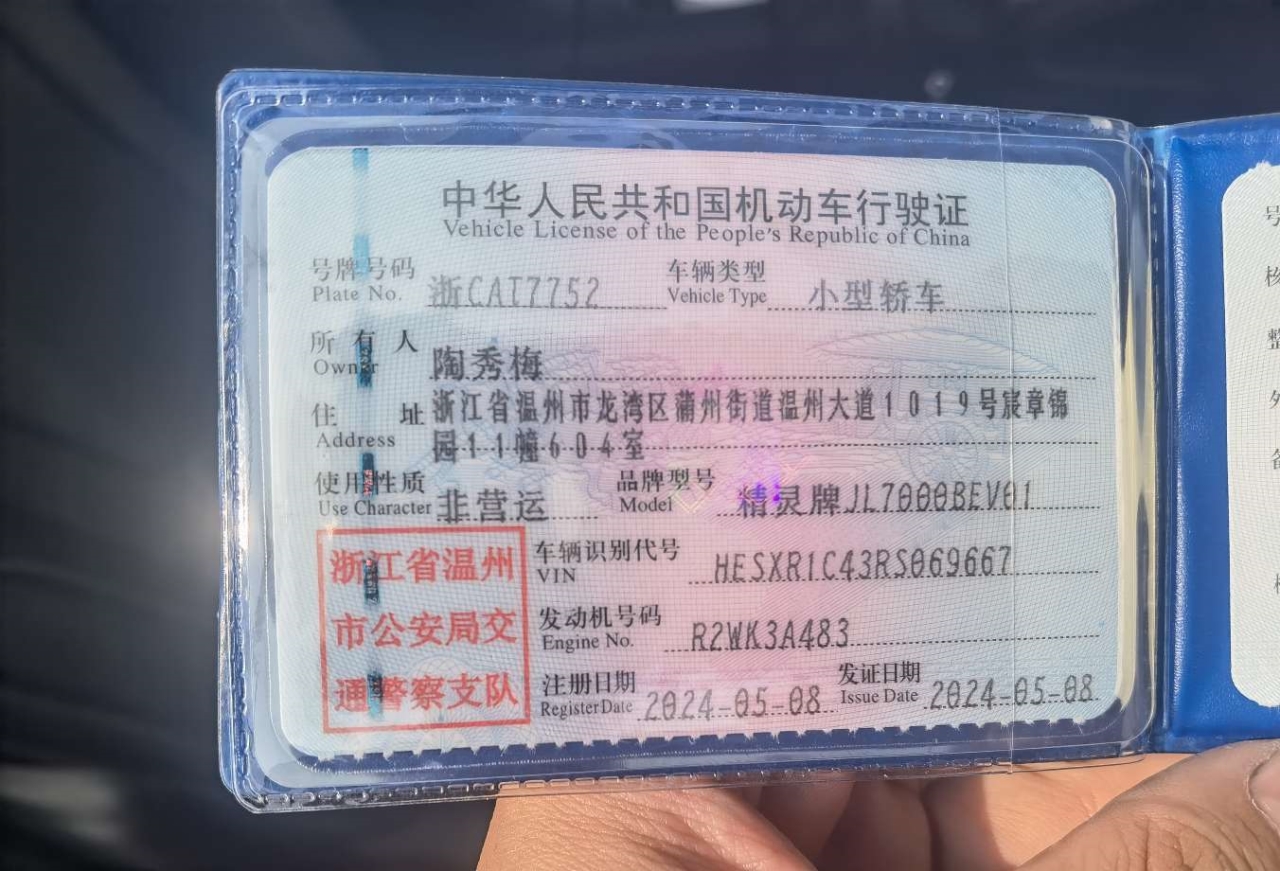 中华人民共和国机动车行驶证
Vehicle License of the People's Republic of China
号牌号码 浙CAI7752 车辆类型 小型轿车
Plate No. Vehicle Type
所有人 陶秀梅
Owner
住址 浙江省温州市龙湾区蒲州街道温州大道1019号宸章锦
Address 园11幢604室
使用性质 非营运 品牌型号 精灵牌JL7000BEV01
Use Character Model
浙江省温州
市公安局交
通警察支队
车辆识别代号 HESXR1C43RS069667
VIN
发动机号码 R2WK3A483
Engine No.
注册日期 2024-05-08 发证日期 2024-05-08
Register Date Issue Date
号
核
整
外